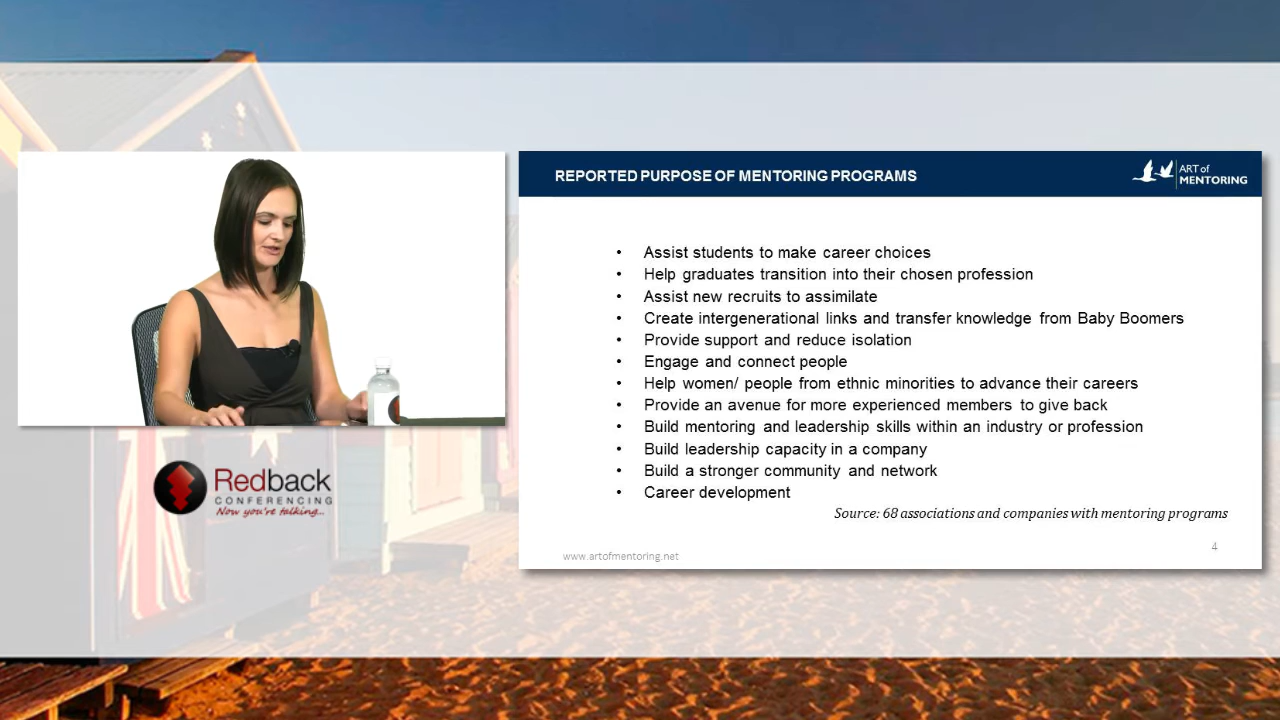 REPORTED PURPOSE OF MENTORING PROGRAMS
ART of
MENTORING
• Assist students to make career choices
• Help graduates transition into their chosen profession
• Assist new recruits to assimilate
• Create intergenerational links and transfer knowledge from Baby Boomers
• Provide support and reduce isolation
• Engage and connect people
• Help women/ people from ethnic minorities to advance their careers
• Provide an avenue for more experienced members to give back
• Build mentoring and leadership skills within an industry or profession
• Build leadership capacity in a company
• Build a stronger community and network
• Career development
Source: 68 associations and companies with mentoring programs
www.artofmentoring.net
4
Redback
CONFERENCING
Now you're talking...